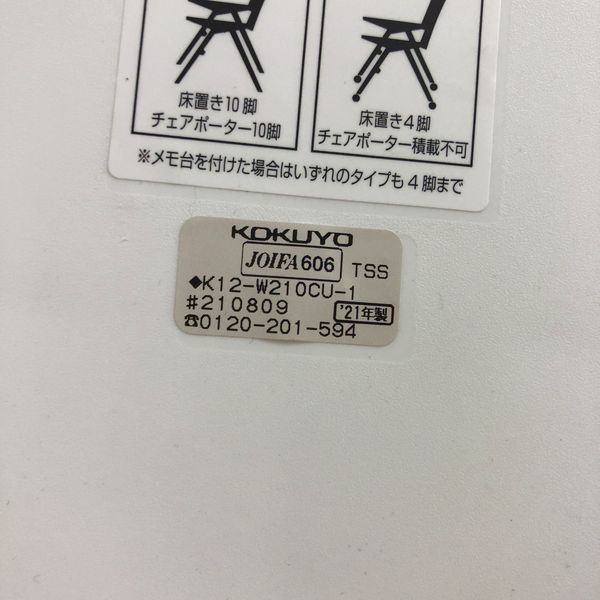 床置き10脚
チェアポーター10脚
床置き4脚
チェアポーター積載不可
※メモ台を付けた場合はいずれのタイプも4脚まで
KOKUYO
JOIFA606 TSS
◆K12-W210CU-1
#210809 '21年製
☎0120-201-594